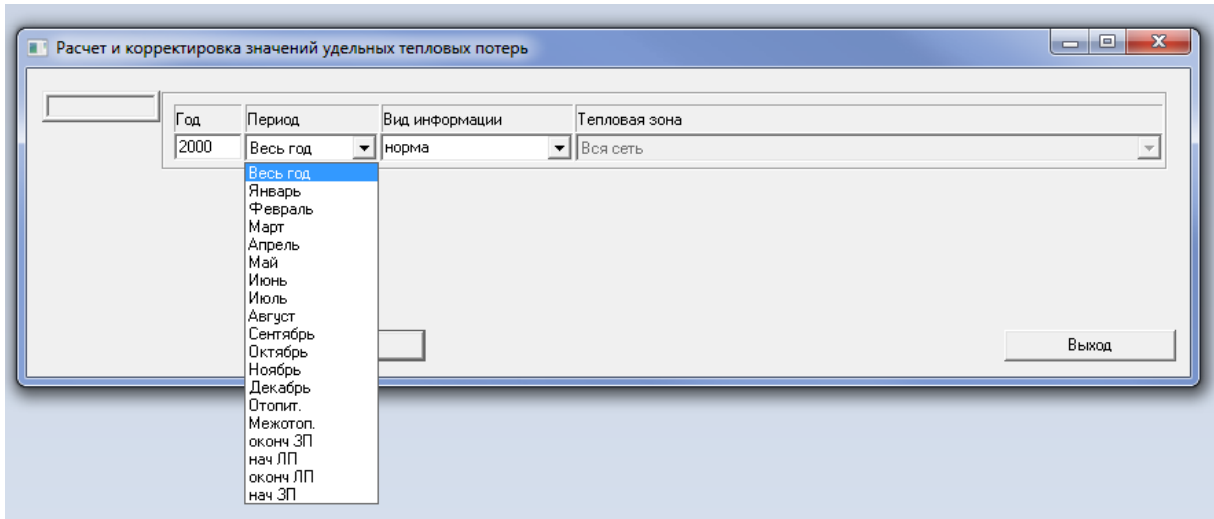 Расчет и корректировка значений удельных тепловых потерь
Год Период Вид информации Тепловая зона
2000 Весь год норма Вся сеть
Весь год
Январь
Февраль
Март
Апрель
Май
Июнь
Июль
Август
Сентябрь
Октябрь
Ноябрь
Декабрь
Отопит.
Межотоп.
оконч ЗП
нач ЛП
оконч ЛП
нач ЗП
Выход